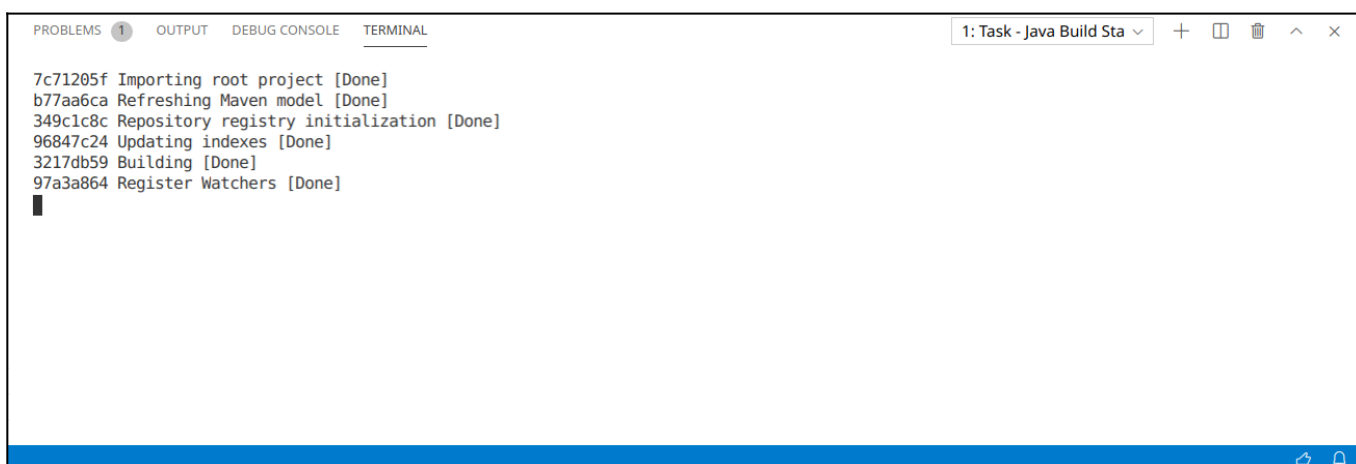 PROBLEMS 1 OUTPUT DEBUG CONSOLE TERMINAL 1: Task - Java Build Sta
7c71205f Importing root project [Done]
b77aa6ca Refreshing Maven model [Done]
349c1c8c Repository registry initialization [Done]
96847c24 Updating indexes [Done]
3217db59 Building [Done]
97a3a864 Register Watchers [Done]